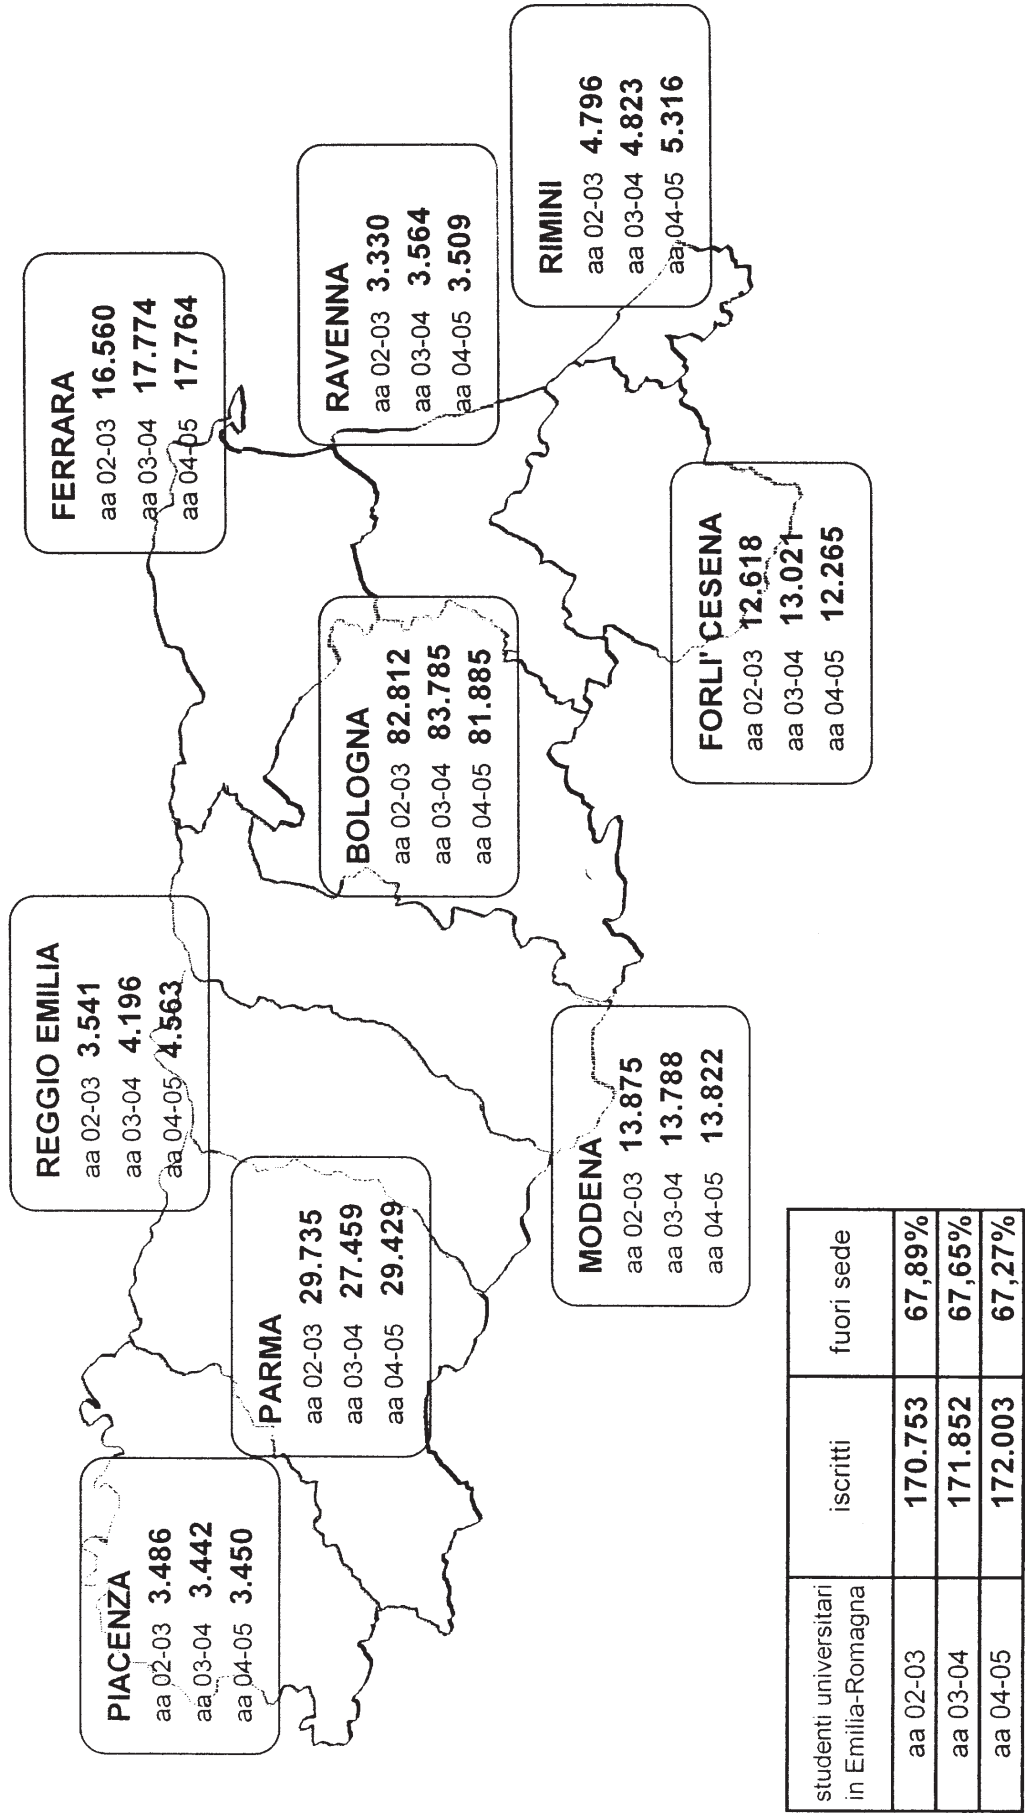 PIACENZA
aa 02-03 3.486
aa 03-04 3.442
aa 04-05 3.450
PARMA
aa 02-03 29.735
aa 03-04 27.459
aa 04-05 29.429
REGGIO EMILIA
aa 02-03 3.541
aa 03-04 4.196
aa 04-05 4.563
MODENA
aa 02-03 13.875
aa 03-04 13.788
aa 04-05 13.822
BOLOGNA
aa 02-03 82.812
aa 03-04 83.785
aa 04-05 81.885
FERRARA
aa 02-03 16.560
aa 03-04 17.774
aa 04-05 17.764
RAVENNA
aa 02-03 3.330
aa 03-04 3.564
aa 04-05 3.509
FORLI' CESENA
aa 02-03 12.618
aa 03-04 13.021
aa 04-05 12.265
RIMINI
aa 02-03 4.796
aa 03-04 4.823
aa 04-05 5.316
studenti universitari
in Emilia-Romagna iscritti fuori sede
aa 02-03 170.753 67,89%
aa 03-04 171.852 67,65%
aa 04-05 172.003 67,27%